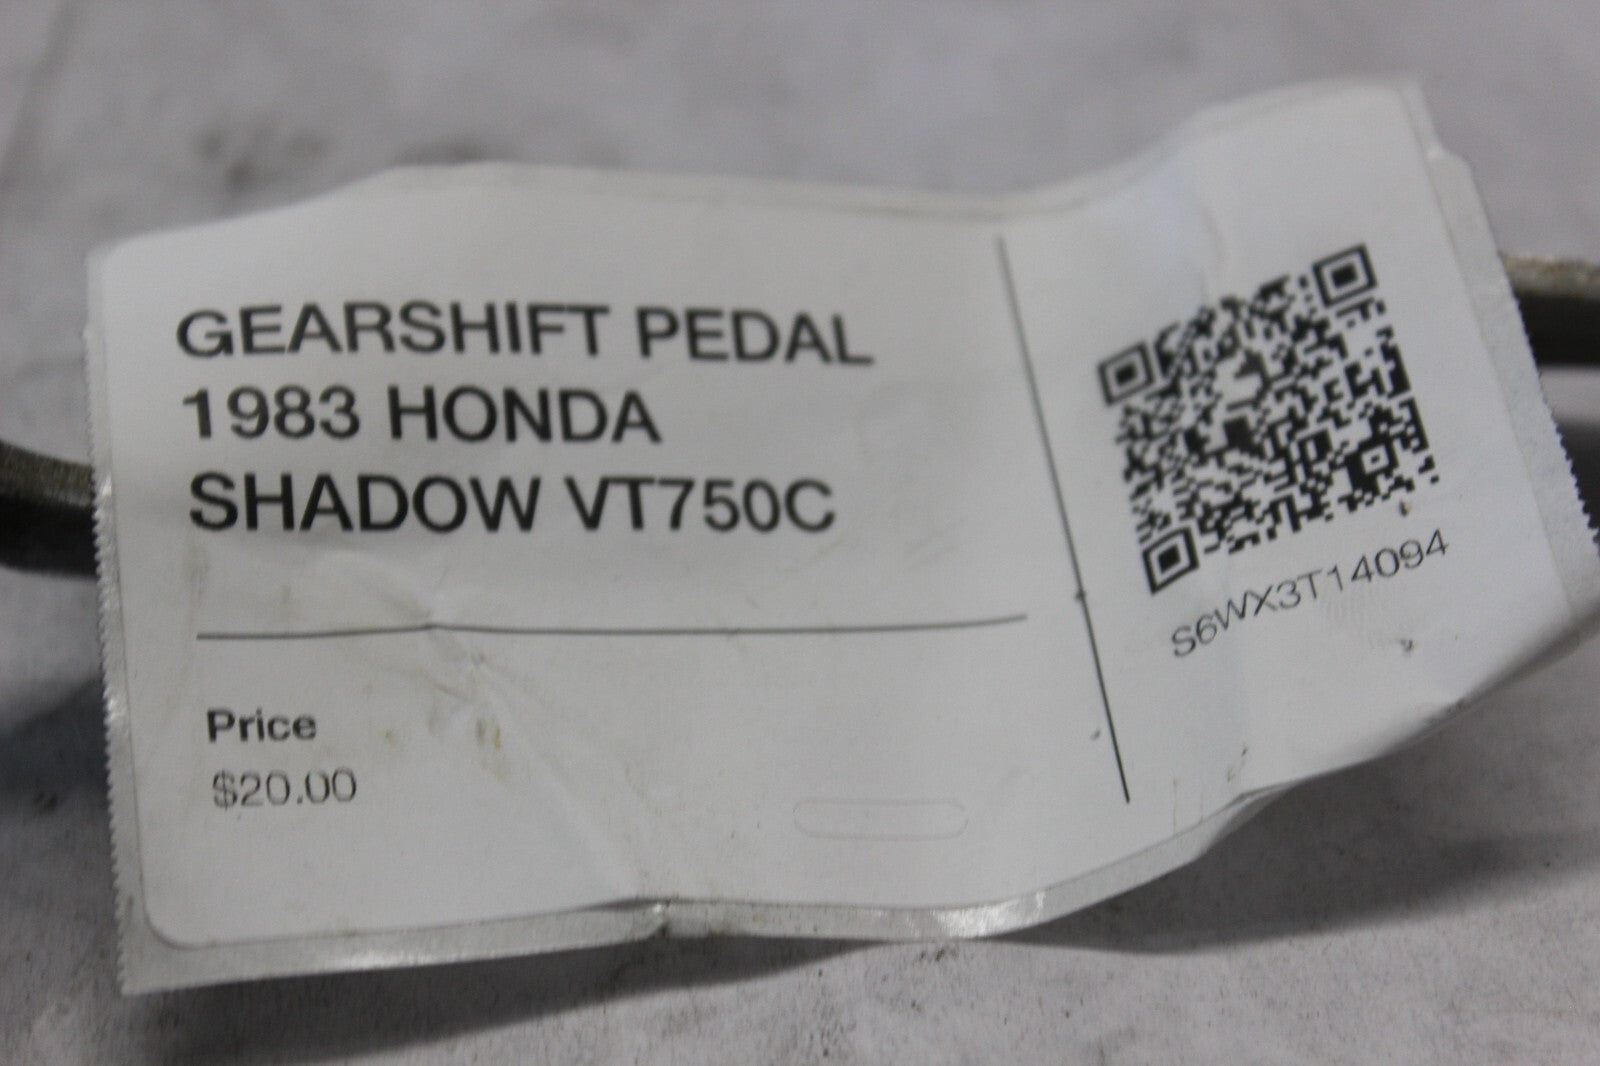 GEARSHIFT PEDAL
1983 HONDA
SHADOW VT750C
Price
$20.00
S6WX3T14094